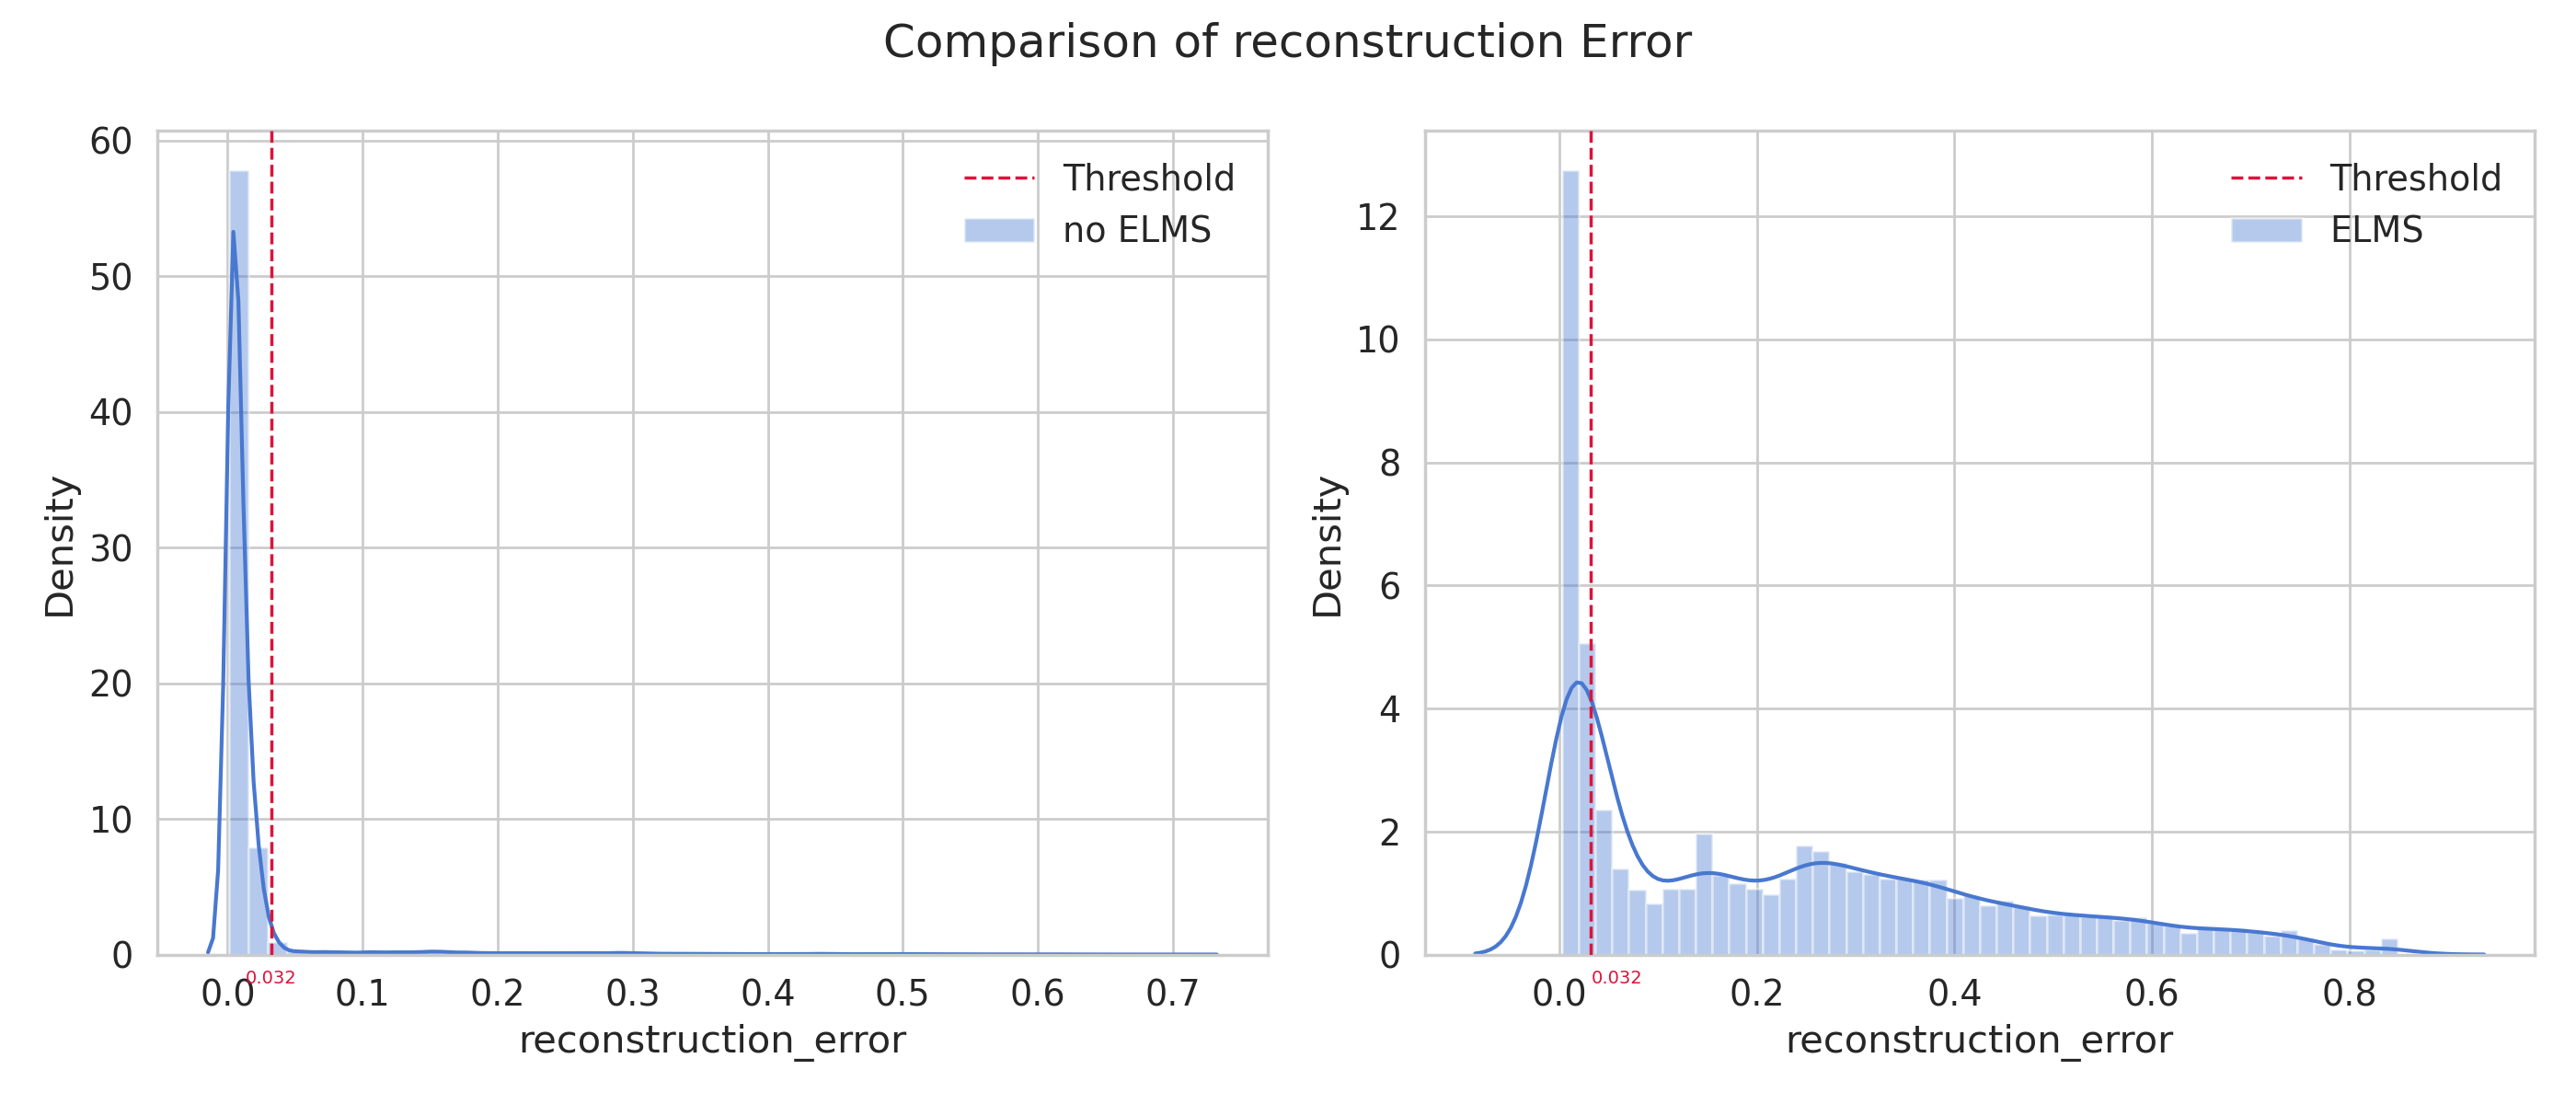 Comparison of reconstruction Error
60
50
40
30
20
10
0
Density
Threshold
no ELMS
0.032
0.0 0.1 0.2 0.3 0.4 0.5 0.6 0.7
reconstruction_error
12
10
8
6
4
2
0
Density
Threshold
ELMS
0.032
0.0 0.2 0.4 0.6 0.8
reconstruction_error